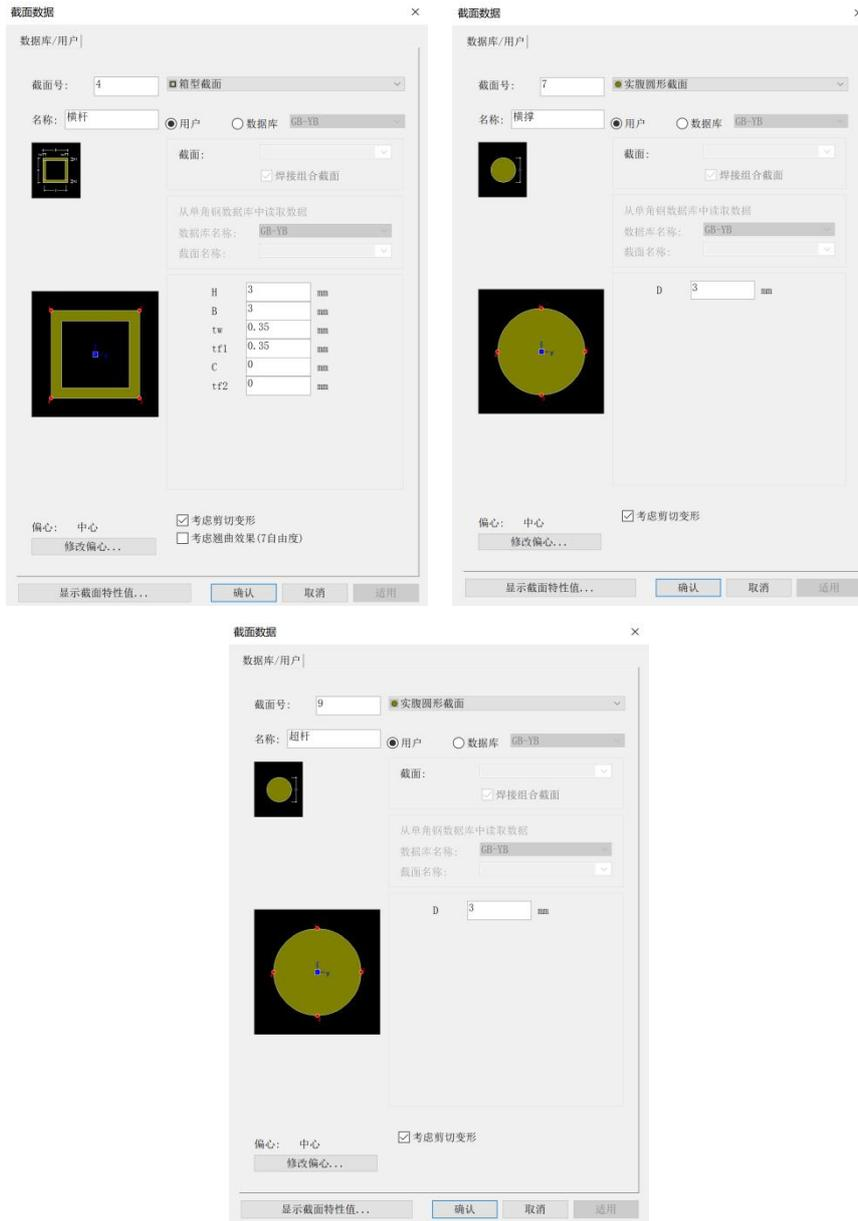 截面数据 ×
数据库/用户
截面号: 4 箱型截面
名称: 横杆 用户 数据库 GB-YB
截面:
焊接组合截面
从单角钢数据库中读取数据
数据库名称: GB-YB
截面名称:
H 3 mm
B 3 mm
tw 0.35 mm
tf1 0.35 mm
C 0 mm
tf2 0 mm
偏心: 中心
修改偏心...
考虑剪切变形
考虑翘曲效果(7自由度)
显示截面特性值... 确认 取消 适用
截面数据 ×
数据库/用户
截面号: 7 实腹圆形截面
名称: 横撑 用户 数据库 GB-YB
截面:
焊接组合截面
从单角钢数据库中读取数据
数据库名称: GB-YB
截面名称:
D 3 mm
偏心: 中心
修改偏心...
考虑剪切变形
显示截面特性值... 确认 取消 适用
截面数据 ×
数据库/用户
截面号: 9 实腹圆形截面
名称: 超杆 用户 数据库 GB-YB
截面:
焊接组合截面
从单角钢数据库中读取数据
数据库名称: GB-YB
截面名称:
D 3 mm
偏心: 中心
修改偏心...
考虑剪切变形
显示截面特性值... 确认 取消 适用